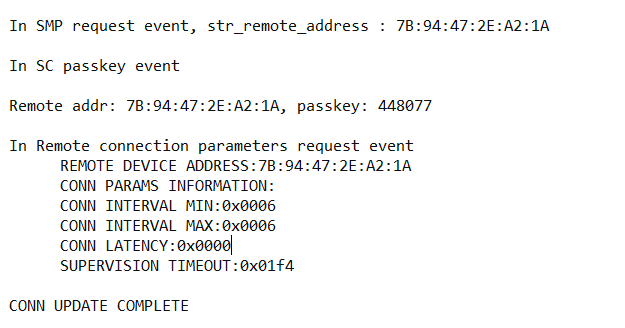 In SMP request event, str_remote_address : 7B:94:47:2E:A2:1A
In SC passkey event
Remote addr: 7B:94:47:2E:A2:1A, passkey: 448077
In Remote connection parameters request event
REMOTE DEVICE ADDRESS:7B:94:47:2E:A2:1A
CONN PARAMS INFORMATION:
CONN INTERVAL MIN:0x0006
CONN INTERVAL MAX:0x0006
CONN LATENCY:0x0000
SUPERVISION TIMEOUT:0x01f4
CONN UPDATE COMPLETE